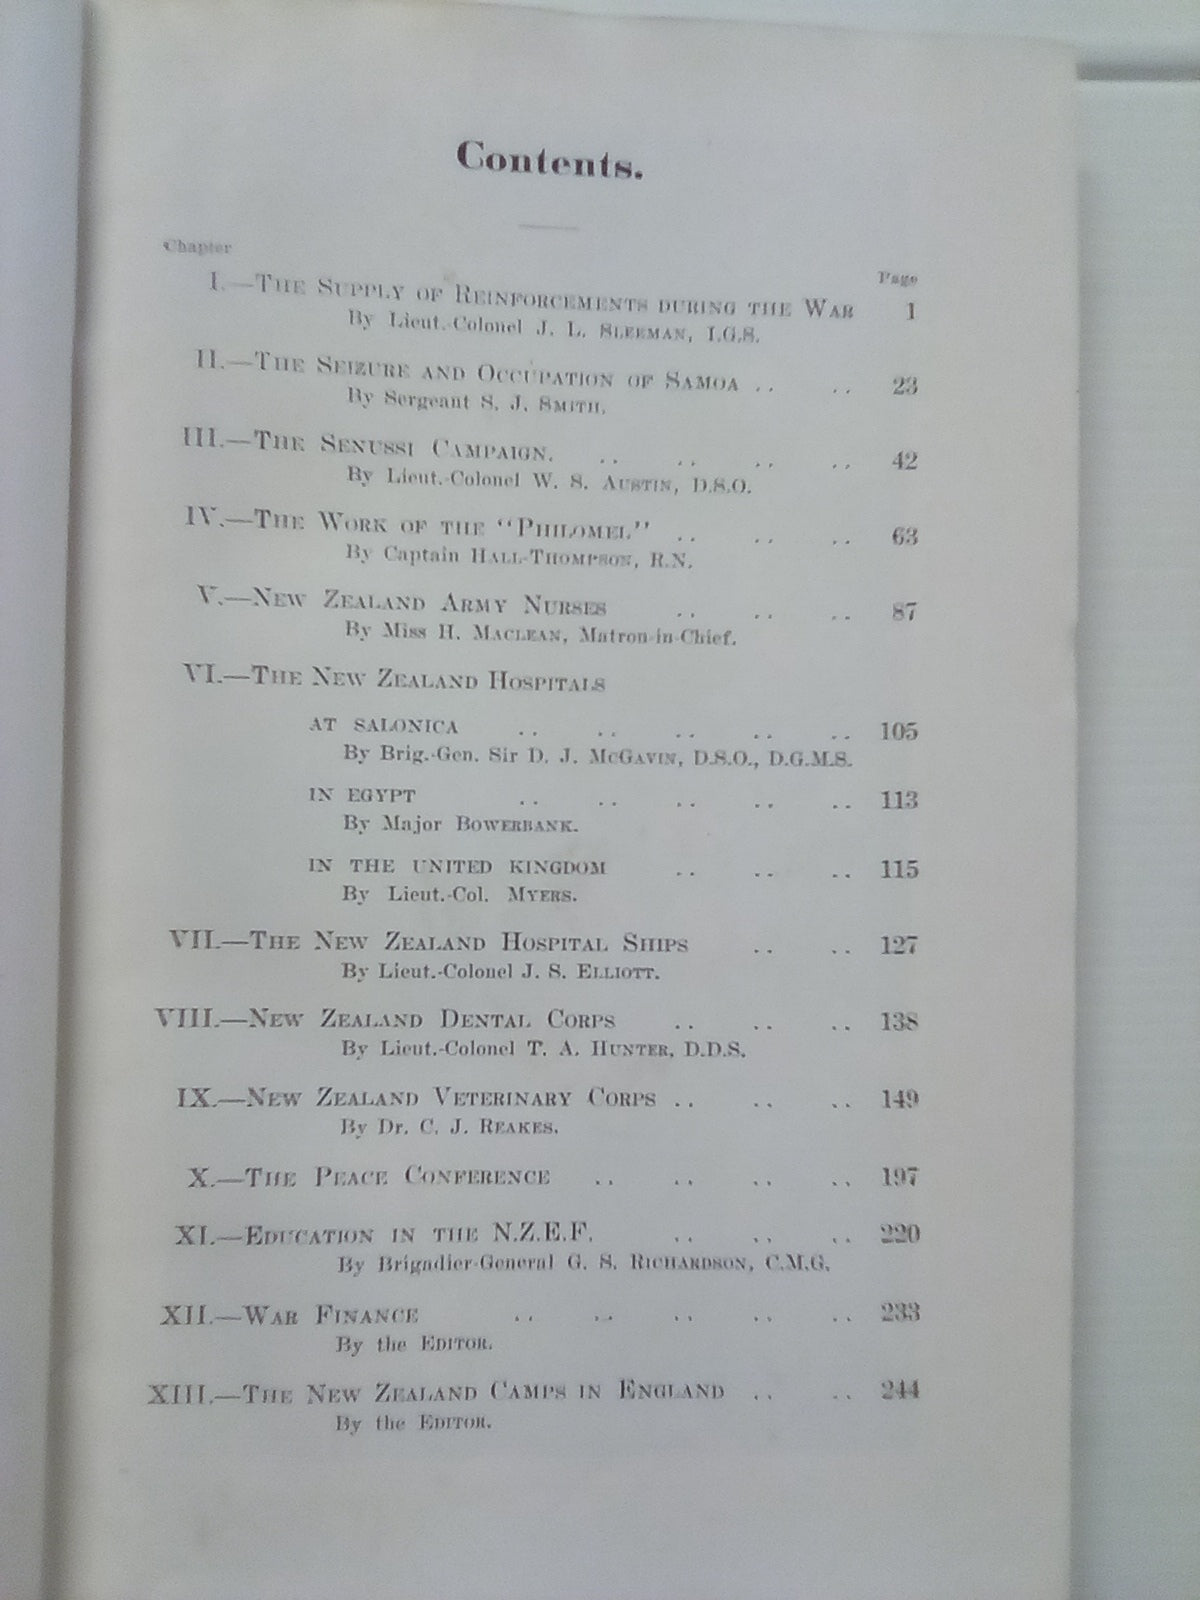 Contents.
Chapter
Page
I.—The Supply of Reinforcements during the War 1
By Lieut.-Colonel J. L. Sleeman, I.G.S.
II.—The Seizure and Occupation of Samoa .. .. 23
By Sergeant S. J. Smith.
III.—The Senussi Campaign. .. .. .. .. 42
By Lieut.-Colonel W. S. Austin, D.S.O.
IV.—The Work of the "Philomel" .. .. .. 63
By Captain Hall-Thompson, R.N.
V.—New Zealand Army Nurses .. .. .. 87
By Miss H. Maclean, Matron-in-Chief.
VI.—The New Zealand Hospitals
at Salonica .. .. .. .. .. 105
By Brig.-Gen. Sir D. J. McGavin, D.S.O., D.G.M.S.
in Egypt .. .. .. .. .. 113
By Major Bowerbank.
in the United Kingdom .. .. .. 115
By Lieut.-Col. Myers.
VII.—The New Zealand Hospital Ships .. .. 127
By Lieut.-Colonel J. S. Elliott.
VIII.—New Zealand Dental Corps .. .. .. 138
By Lieut.-Colonel T. A. Hunter, D.D.S.
IX.—New Zealand Veterinary Corps .. .. .. 149
By Dr. C. J. Reakes.
X.—The Peace Conference .. .. .. .. 197
XI.—Education in the N.Z.E.F. .. .. .. 220
By Brigadier-General G. S. Richardson, C.M.G.
XII.—War Finance .. .. .. .. .. 233
By the Editor.
XIII.—The New Zealand Camps in England .. .. 244
By the Editor.